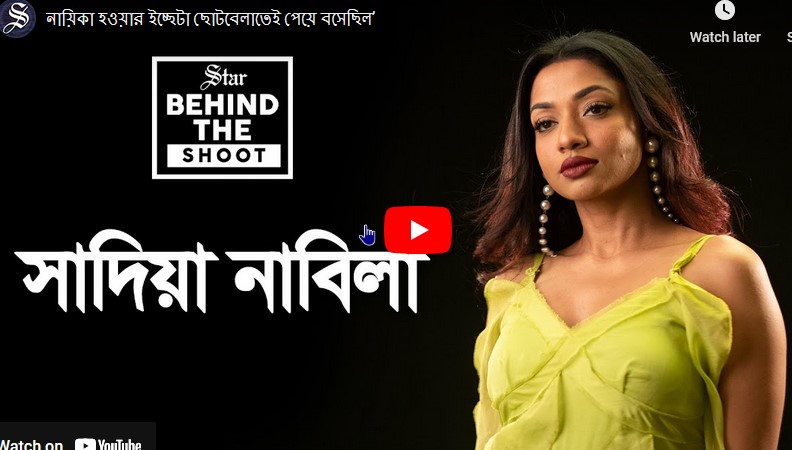 নায়িকা হওয়ার ইচ্ছেটা ছোটবেলাতেই পেয়ে বসেছিল’
Watch later
S
Star
BEHIND
THE
SHOOT
সাদিয়া নাবিলা
Watch on YouTube